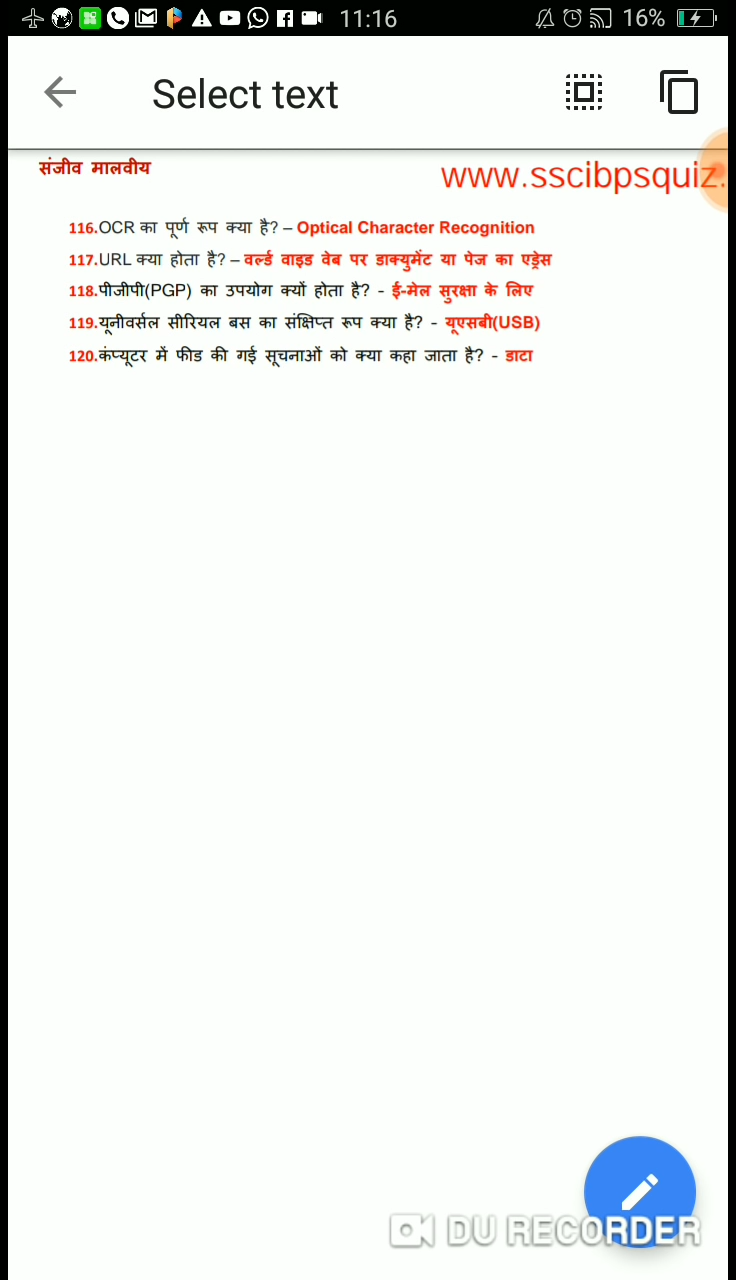 11:16
16%
Select text
संजीव मालवीय
www.sscibpsquiz.
116.OCR का पूर्ण रूप क्या है? – Optical Character Recognition
117.URL क्या होता है? – वर्ल्ड वाइड वेब पर डाक्युमेंट या पेज का एड्रेस
118.पीजीपी(PGP) का उपयोग क्यों होता है? - ई-मेल सुरक्षा के लिए
119.यूनीवर्सल सीरियल बस का संक्षिप्त रूप क्या है? - यूएसबी(USB)
120.कंप्यूटर में फीड की गई सूचनाओं को क्या कहा जाता है? - डाटा
DU RECORDER